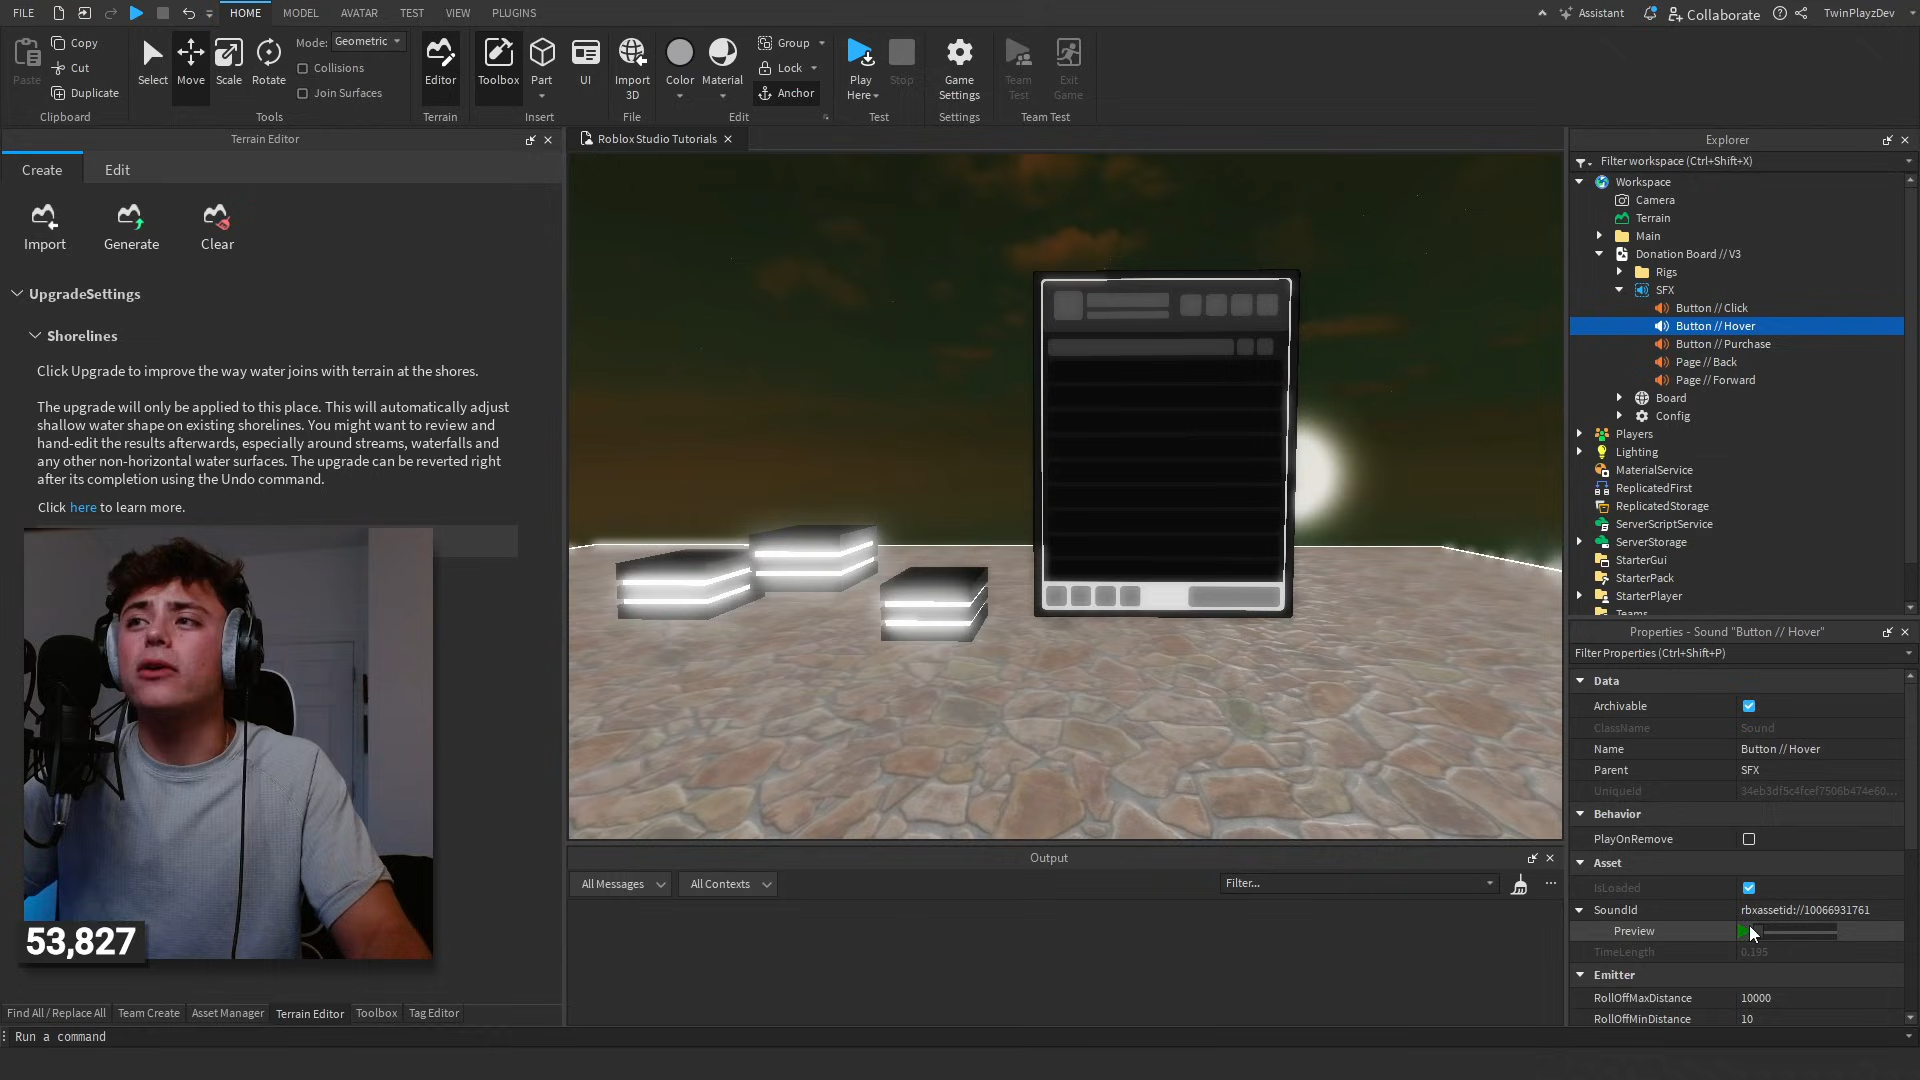 FILE
HOME
MODEL
AVATAR
TEST
VIEW
PLUGINS
Assistant
Collaborate
TwinPlayzDev
Paste
Copy
Cut
Duplicate
Clipboard
Select
Move
Scale
Rotate
Mode:
Geometric
Collisions
Join Surfaces
Tools
Editor
Terrain
Toolbox
Part
UI
Insert
Import
3D
File
Color
Material
Group
Lock
Anchor
Edit
Play
Here
Stop
Test
Game
Settings
Settings
Team
Test
Exit
Game
Team Test
Terrain Editor
Create
Edit
Import
Generate
Clear
UpgradeSettings
Shorelines
Click Upgrade to improve the way water joins with terrain at the shores.
The upgrade will only be applied to this place. This will automatically adjust
shallow water shape on existing shorelines. You might want to review and
hand-edit the results afterwards, especially around streams, waterfalls and
any other non-horizontal water surfaces. The upgrade can be reverted right
after its completion using the Undo command.
Click here to learn more.
53,827
Find All / Replace All
Team Create
Asset Manager
Terrain Editor
Toolbox
Tag Editor
Run a command
Roblox Studio Tutorials
Output
All Messages
All Contexts
Filter...
Explorer
Filter workspace (Ctrl+Shift+X)
Workspace
Camera
Terrain
Main
Donation Board // V3
Rigs
SFX
Button // Click
Button // Hover
Button // Purchase
Page // Back
Page // Forward
Board
Config
Players
Lighting
MaterialService
ReplicatedFirst
ReplicatedStorage
ServerScriptService
ServerStorage
StarterGui
StarterPack
StarterPlayer
Teams
Properties - Sound "Button // Hover"
Filter Properties (Ctrl+Shift+P)
Data
Archivable
ClassName Sound
Name Button // Hover
Parent SFX
UniqueId 34eb3df5c4fcef7506b474e60...
Behavior
PlayOnRemove
Asset
IsLoaded
SoundId rbxassetid://10066931761
Preview
TimeLength 0.195
Emitter
RollOffMaxDistance 10000
RollOffMinDistance 10